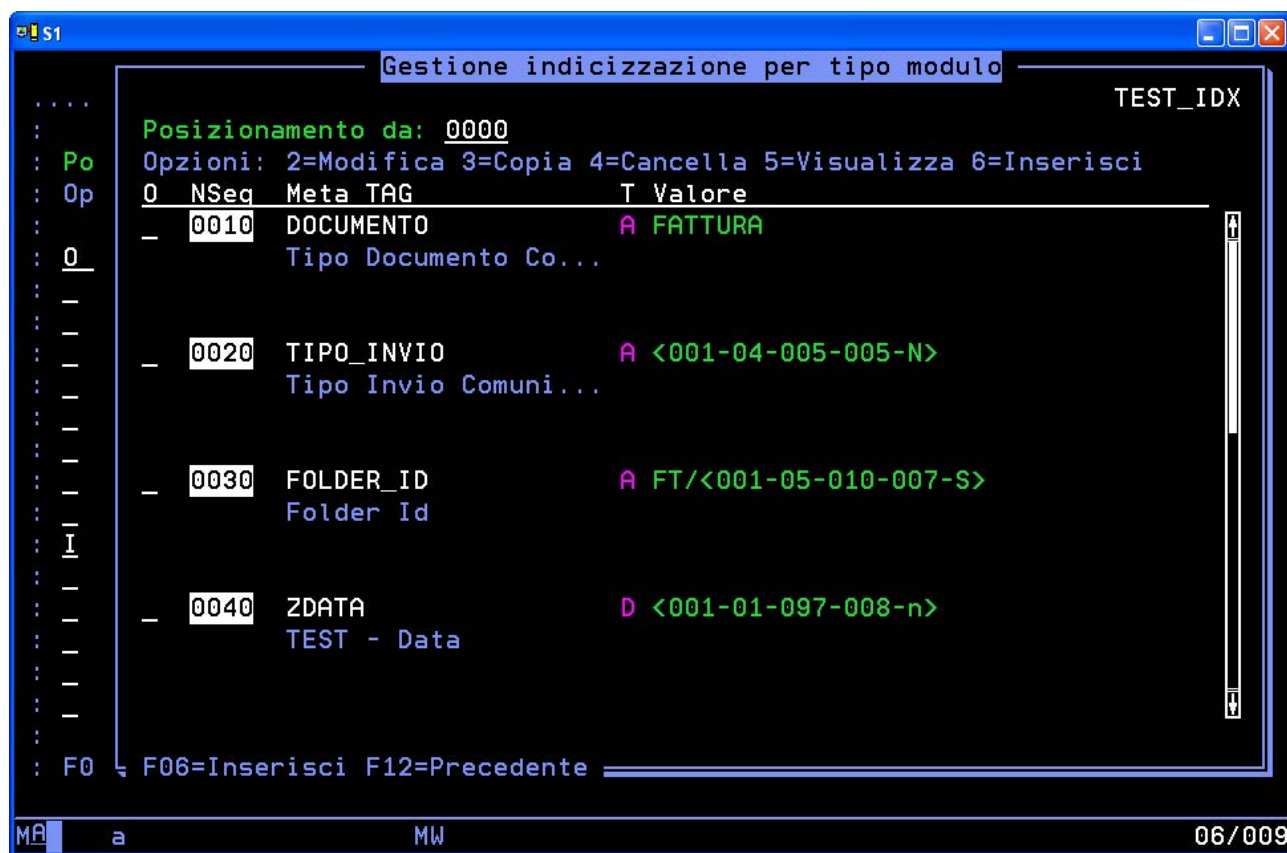 S1
Gestione indicizzazione per tipo modulo
.... TEST_IDX
: Posizionamento da: 0000
: Po Opzioni: 2=Modifica 3=Copia 4=Cancella 5=Visualizza 6=Inserisci
: Op O NSeq Meta TAG T Valore
: _ 0010 DOCUMENTO A FATTURA
: O Tipo Documento Co...
: _ 0020 TIPO_INVIO A <001-04-005-005-N>
: Tipo Invio Comuni...
: _ 0030 FOLDER_ID A FT/<001-05-010-007-S>
: Folder Id
: I
: _ 0040 ZDATA D <001-01-097-008-n>
: TEST - Data
: F0 F06=Inserisci F12=Precedente
MA a MW 06/009